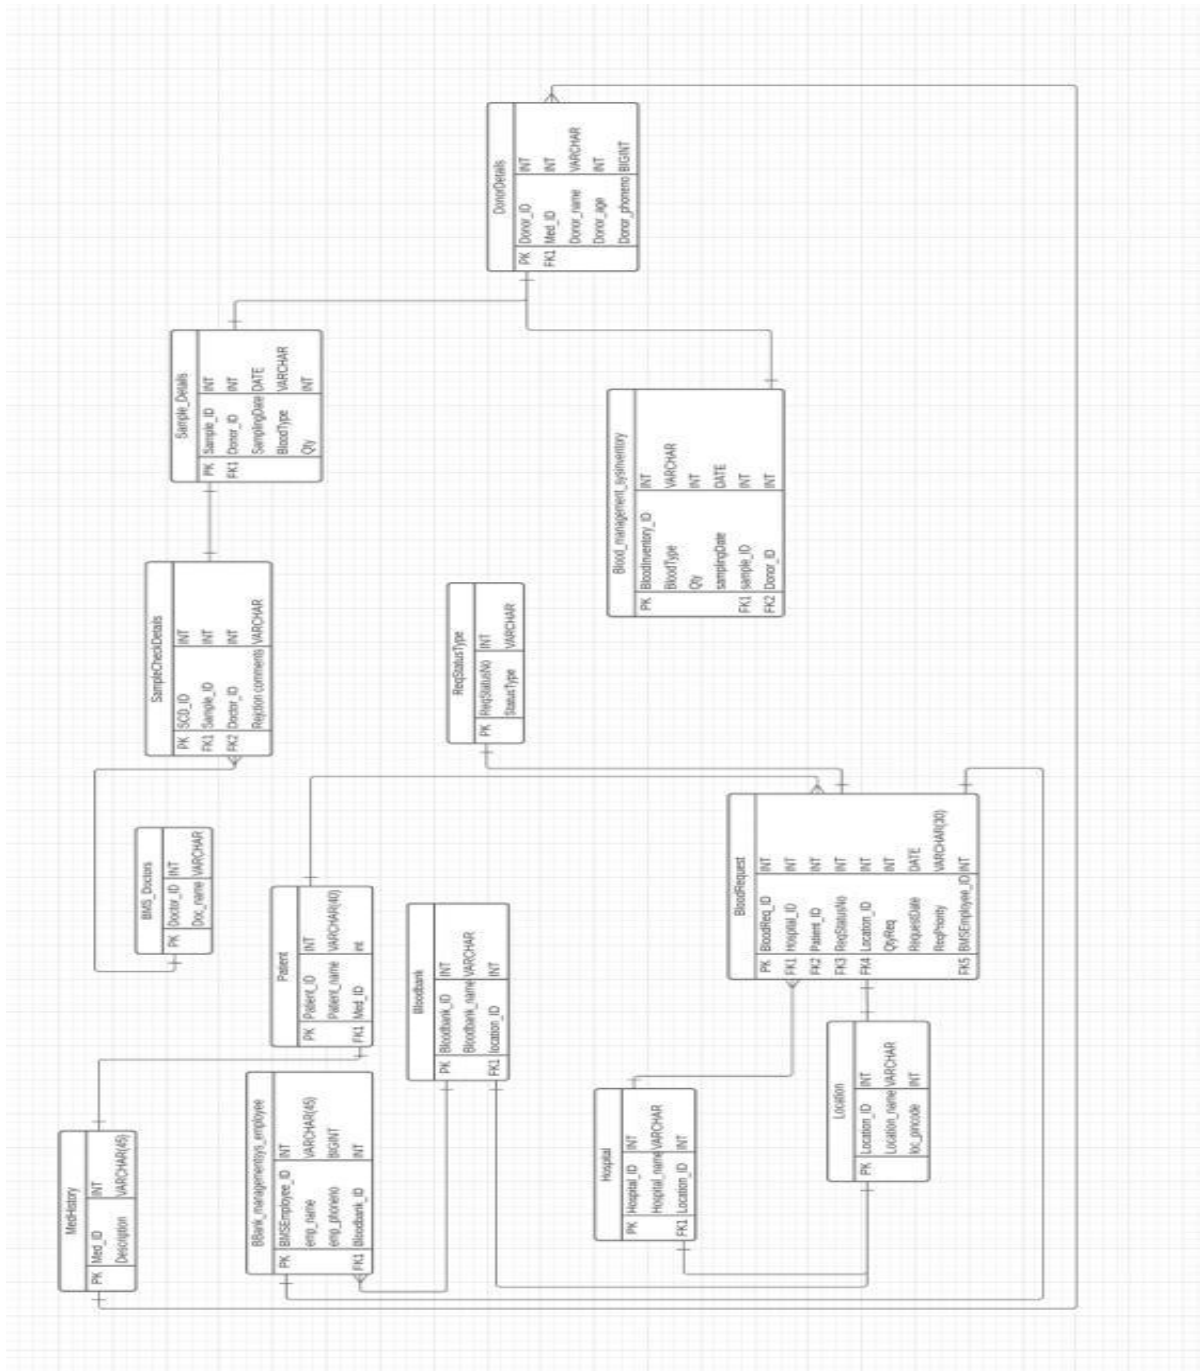 MedHistory
PK Med_ID INT
Description VARCHAR(45)
BBank_managementsys_employee
PK BMSEmployee_ID INT
emp_name VARCHAR(45)
emp_phoneno BIGINT
FK1 Bloodbank_ID INT
Patient
PK Patient_ID INT
Patient_name VARCHAR(40)
FK1 Med_ID int
BMS_Doctors
PK Doctor_ID INT
Doc_name VARCHAR
SampleCheckDetails
PK SCD_ID INT
FK1 Sample_ID INT
FK2 Doctor_ID INT
Rejction comments VARCHAR
Sample_Details
PK Sample_ID INT
FK1 Donor_ID INT
SamplingDate DATE
BloodType VARCHAR
Qty INT
Bloodbank
PK Bloodbank_ID INT
Bloodbank_name VARCHAR
FK1 location_ID INT
ReqStatusType
PK ReqStatusNo INT
StatusType VARCHAR
DonorDetails
PK Donor_ID INT
FK1 Med_ID INT
Donor_name VARCHAR
Donor_age INT
Donor_phoneno BIGINT
Hospital
PK Hospital_ID INT
Hospital_name VARCHAR
FK1 Location_ID INT
Blood_management_sysinventory
PK BloodInventory_ID INT
BloodType VARCHAR
Qty INT
samplingDate DATE
FK1 sample_ID INT
FK2 Donor_ID INT
BloodRequest
PK BloodReq_ID INT
FK1 Hospital_ID INT
FK2 Patient_ID INT
FK3 ReqStatusNo INT
FK4 Location_ID INT
QtyReq INT
RequestDate DATE
ReqPriority VARCHAR(30)
FK5 BMSEmployee_ID INT
Location
PK Location_ID INT
Location_name VARCHAR
loc_pincode INT